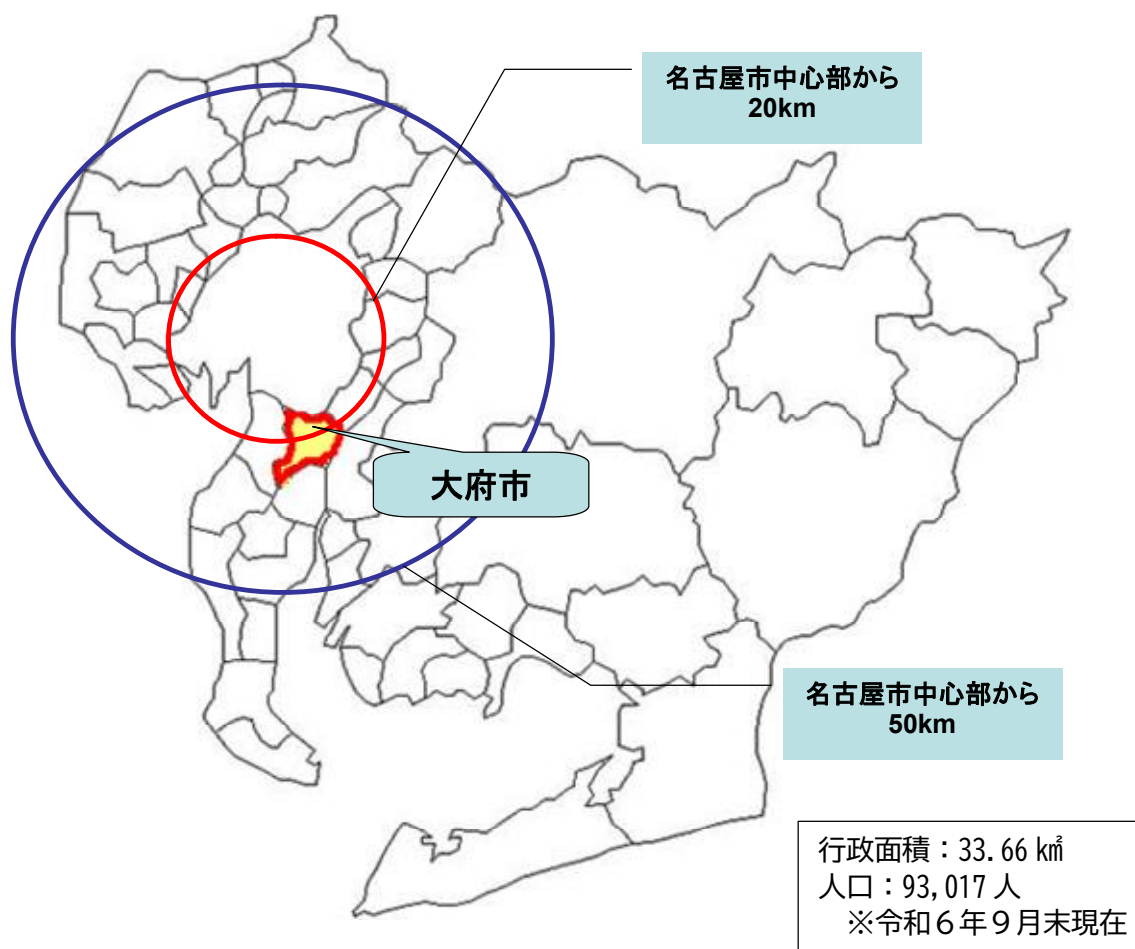 名古屋市中心部から
20km
大府市
名古屋市中心部から
50km
行政面積：33.66 ㎢
人口：93,017 人
※令和６年９月末現在